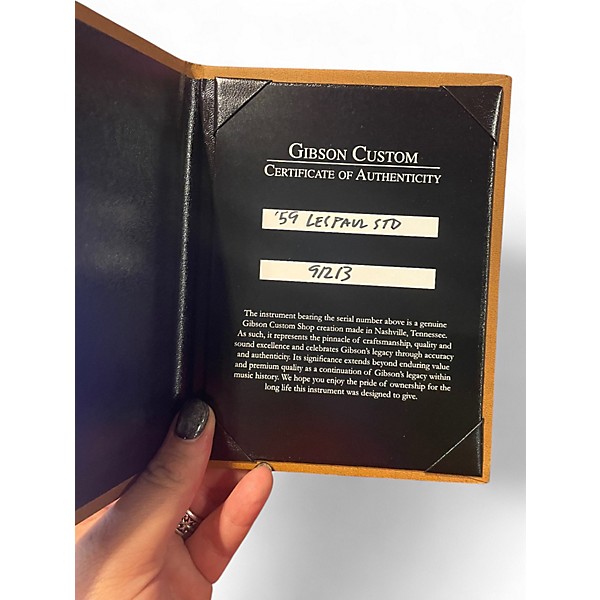 GIBSON CUSTOM
CERTIFICATE OF AUTHENTICITY
'59 LESPAUL STD
91213
The instrument bearing the serial number above is a genuine
Gibson Custom Shop creation made in Nashville, Tennessee.
As such, it represents the pinnacle of craftsmanship, quality and
sound excellence and celebrates Gibson's legacy through accuracy
and authenticity. Its significance extends beyond enduring value
and premium quality as a continuation of Gibson's legacy within
music history. We hope you enjoy the pride of ownership for the
long life this instrument was designed to give.